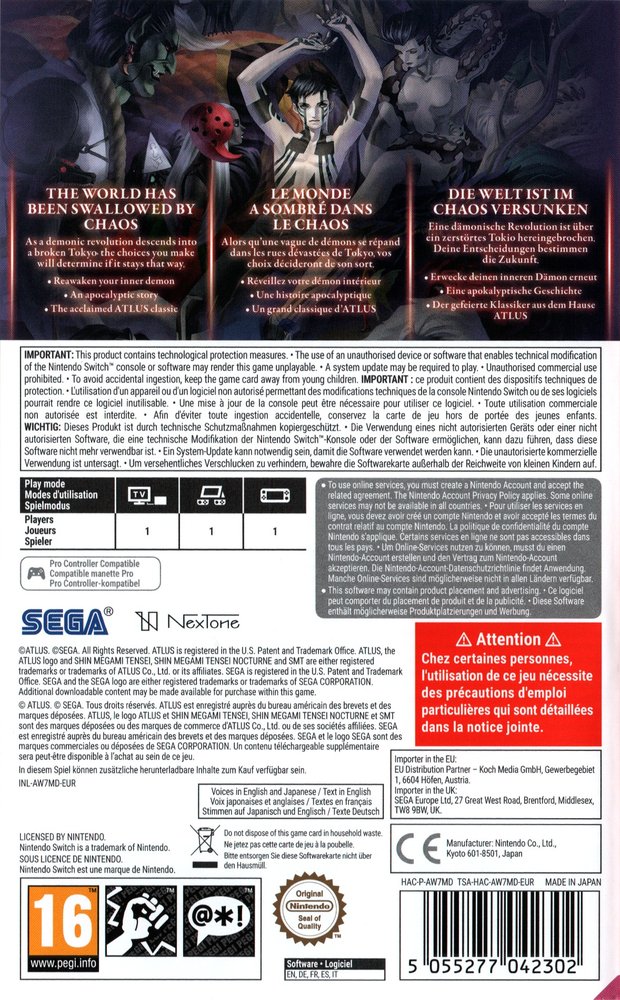 THE WORLD HAS
BEEN SWALLOWED BY
CHAOS
As a demonic revolution descends into
a broken Tokyo the choices you make
will determine if it stays that way.
• Reawaken your inner demon
• An apocalyptic story
• The acclaimed ATLUS classic
LE MONDE
A SOMBRÉ DANS
LE CHAOS
Alors qu'une vague de démons se répand
dans les rues dévastées de Tokyo, vos
choix décideront de son sort.
• Réveillez votre démon intérieur
• Une histoire apocalyptique
• Un grand classique d'ATLUS
DIE WELT IST IM
CHAOS VERSUNKEN
Eine dämonische Revolution ist über
ein zerstörtes Tokio hereingebrochen.
Deine Entscheidungen bestimmen
die Zukunft.
• Erwecke deinen inneren Dämon erneut
• Eine apokalyptische Geschichte
• Der gefeierte Klassiker aus dem Hause
ATLUS
IMPORTANT: This product contains technological protection measures. • The use of an unauthorised device or software that enables technical modification
of the Nintendo Switch™ console or software may render this game unplayable. • A system update may be required to play. • Unauthorised commercial use
prohibited. • To avoid accidental ingestion, keep the game card away from young children. IMPORTANT : ce produit contient des dispositifs techniques de
protection. • L'utilisation d'un appareil ou d'un logiciel non autorisé permettant des modifications techniques de la console Nintendo Switch ou de ses logiciels
pourrait rendre ce logiciel inutilisable. • Une mise à jour de la console peut être nécessaire pour utiliser ce logiciel. • Toute utilisation commerciale
non autorisée est interdite. • Afin d'éviter toute ingestion accidentelle, conservez la carte de jeu hors de portée des jeunes enfants.
WICHTIG: Dieses Produkt ist durch technische Schutzmaßnahmen kopiergeschützt. • Die Verwendung eines nicht autorisierten Geräts oder einer nicht
autorisierten Software, die eine technische Modifikation der Nintendo Switch™-Konsole oder der Software ermöglichen, kann dazu führen, dass diese
Software nicht mehr verwendbar ist. • Ein System-Update kann notwendig sein, damit die Software verwendet werden kann. • Die unautorisierte kommerzielle
Verwendung ist untersagt. • Um versehentliches Verschlucken zu verhindern, bewahre die Softwarekarte außerhalb der Reichweite von kleinen Kindern auf.
Play mode
Modes d'utilisation
Spielmodus
TV
Players
Joueurs
Spieler
1
1
1
Pro Controller Compatible
Compatible manette Pro
Pro Controller-kompatibel
• To use online services, you must create a Nintendo Account and accept the
related agreement. The Nintendo Account Privacy Policy applies. Some online
services may not be available in all countries. • Pour utiliser les services en
ligne, vous devez avoir créé un compte Nintendo et avoir accepté les termes du
contrat relatif au compte Nintendo. La politique de confidentialité du compte
Nintendo s'applique. Certains services en ligne ne sont pas accessibles dans
tous les pays. • Um Online-Services nutzen zu können, musst du einen
Nintendo-Account erstellen und den Vertrag zum Nintendo-Account
akzeptieren. Die Nintendo-Account-Datenschutzrichtlinie findet Anwendung.
Manche Online-Services sind möglicherweise nicht in allen Ländern verfügbar.
• This software may contain product placement and advertising. • Ce logiciel
peut comporter du placement de produit et de la publicité. • Diese Software
enthält möglicherweise Produktplatzierungen und Werbung.
SEGA®
NEXTONE
©ATLUS. ©SEGA. All Rights Reserved. ATLUS is registered in the U.S. Patent and Trademark Office. ATLUS, the
ATLUS logo and SHIN MEGAMI TENSEI, SHIN MEGAMI TENSEI NOCTURNE and SMT are either registered
trademarks or trademarks of ATLUS Co., Ltd. or its affiliates. SEGA is registered in the U.S. Patent and Trademark
Office. SEGA and the SEGA logo are either registered trademarks or trademarks of SEGA CORPORATION.
Additional downloadable content may be made available for purchase within this game.
© ATLUS. © SEGA. Tous droits réservés. ATLUS est enregistré auprès du bureau américain des brevets et des
marques déposées. ATLUS, le logo ATLUS et SHIN MEGAMI TENSEI, SHIN MEGAMI TENSEI NOCTURNE et SMT
sont des marques déposées ou des marques de commerce d'ATLUS Co., Ltd. ou de ses sociétés affiliées. SEGA
est enregistré auprès du bureau américain des brevets et des marques déposées. SEGA et le logo SEGA sont des
marques commerciales ou déposées de SEGA CORPORATION. Un contenu téléchargeable supplémentaire
sera peut-être disponible à l'achat au sein de ce jeu.
In diesem Spiel können zusätzliche herunterladbare Inhalte zum Kauf verfügbar sein.
INL-AW7MD-EUR
Attention
Chez certaines personnes,
l'utilisation de ce jeu nécessite
des précautions d'emploi
particulières qui sont détaillées
dans la notice jointe.
Importer in the EU:
EU Distribution Partner – Koch Media GmbH, Gewerbegebiet
1, 6604 Höfen, Austria.
Importer in the UK:
SEGA Europe Ltd, 27 Great West Road, Brentford, Middlesex,
TW8 9BW, UK.
Voices in English and Japanese / Text in English
Voix japonaises et anglaises / Textes en français
Stimmen auf Japanisch und Englisch / Texte Deutsch
LICENSED BY NINTENDO.
Nintendo Switch is a trademark of Nintendo.
SOUS LICENCE DE NINTENDO.
Nintendo Switch est une marque de Nintendo.
Do not dispose of this game card in household waste.
Ne jetez pas cette carte de jeu à la poubelle.
Bitte entsorgen Sie diese Softwarekarte nicht über
den Hausmüll.
CE
Manufacturer: Nintendo Co., Ltd.,
Kyoto 601-8501, Japan
HAC-P-AW7MD TSA-HAC-AW7MD-EUR MADE IN JAPAN
16
www.pegi.info
@*!
Original
Nintendo
Seal of
Quality
Software • Logiciel
EN, DE, FR, ES, IT
5 055277 042302